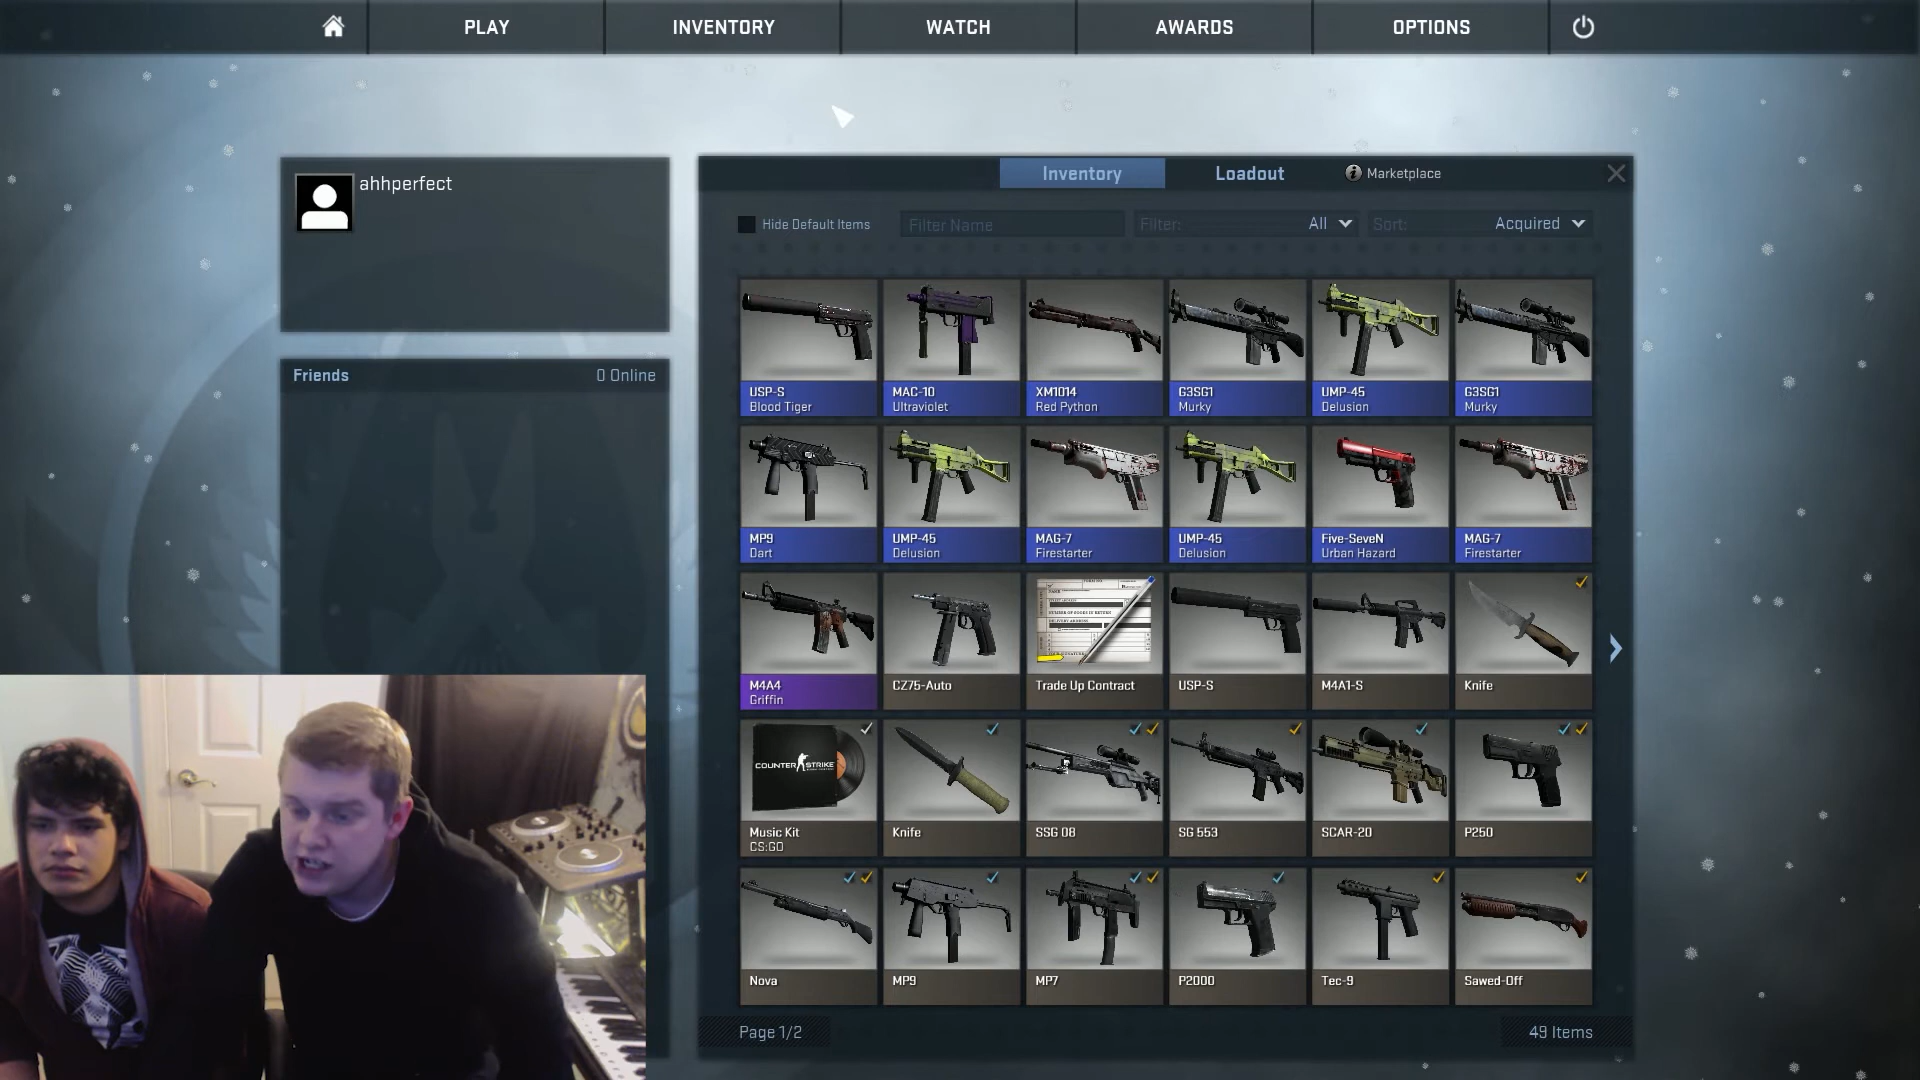 PLAY
INVENTORY
WATCH
AWARDS
OPTIONS
ahhperfect
Friends
0 Online
Inventory
Loadout
Marketplace
Hide Default Items
Filter Name
Filter:
All
Sort:
Acquired
USP-S
Blood Tiger
MAC-10
Ultraviolet
XM1014
Red Python
G3SG1
Murky
UMP-45
Delusion
G3SG1
Murky
MP9
Dart
UMP-45
Delusion
MAG-7
Firestarter
UMP-45
Delusion
Five-SeveN
Urban Hazard
MAG-7
Firestarter
M4A4
Griffin
CZ75-Auto
Trade Up Contract
USP-S
M4A1-S
Knife
COUNTER STRIKE
Music Kit
CS:GO
Knife
SSG 08
SG 553
SCAR-20
P250
Nova
MP9
MP7
P2000
Tec-9
Sawed-Off
Page 1/2
49 Items